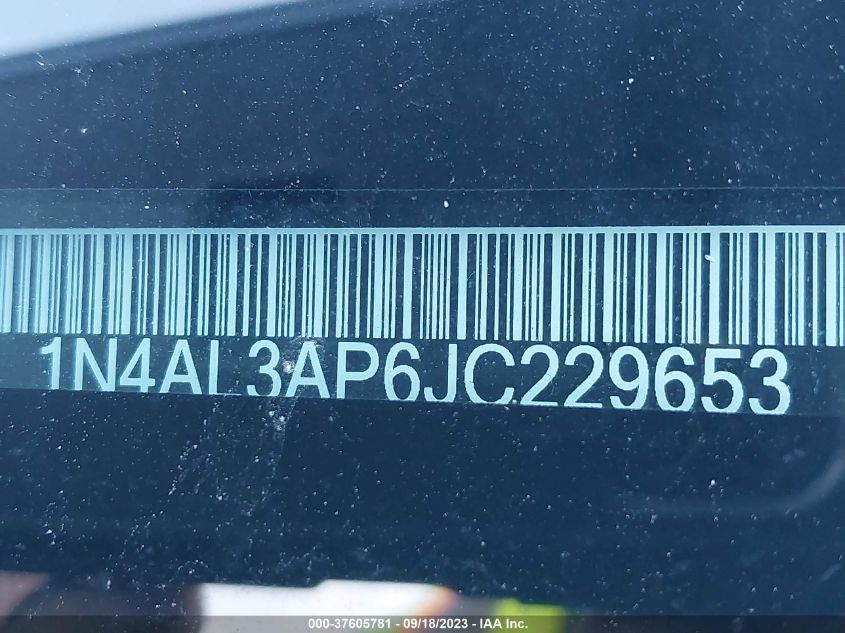 1N4AL3AP6JC229653
000-37605781 - 09/18/2023 - IAA Inc.